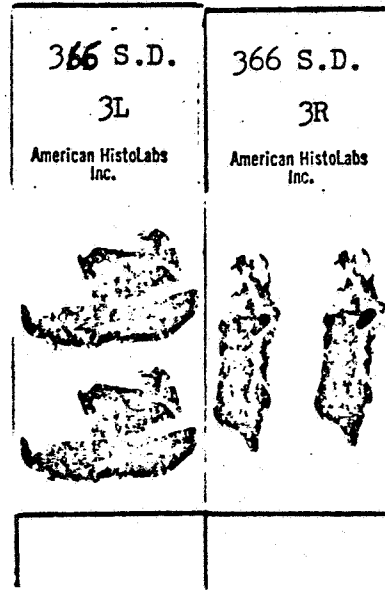 366 S.D.
3L
American HistoLabs
Inc.
366 S.D.
3R
American HistoLabs
Inc.